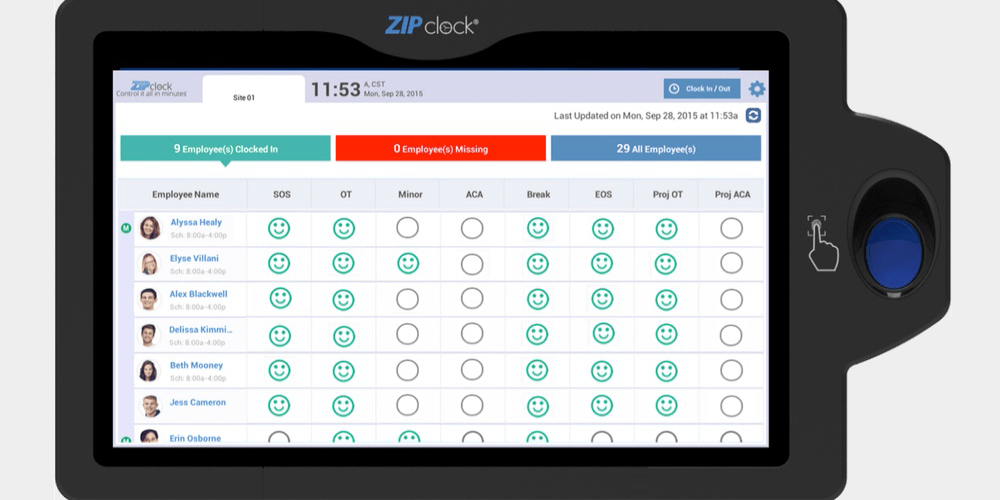 ZIP clock®
ZIP clock
Control it all in minutes
Site 01
11:53 A, CST
Mon, Sep 28, 2015
Clock In / Out
Last Updated on Mon, Sep 28, 2015 at 11:53a
9 Employee(s) Clocked In
0 Employee(s) Missing
29 All Employee(s)
Employee Name SOS OT Minor ACA Break EOS Proj OT Proj ACA
M
Alyssa Healy
Sch: 8:00a-4:00p
Elyse Villani
Sch: 8:00a-4:00p
Alex Blackwell
Sch: 8:00a-4:00p
Delissa Kimmi...
Sch: 8:00a-4:00p
Beth Mooney
Sch: 8:00a-4:00p
Jess Cameron
M
Erin Osborne